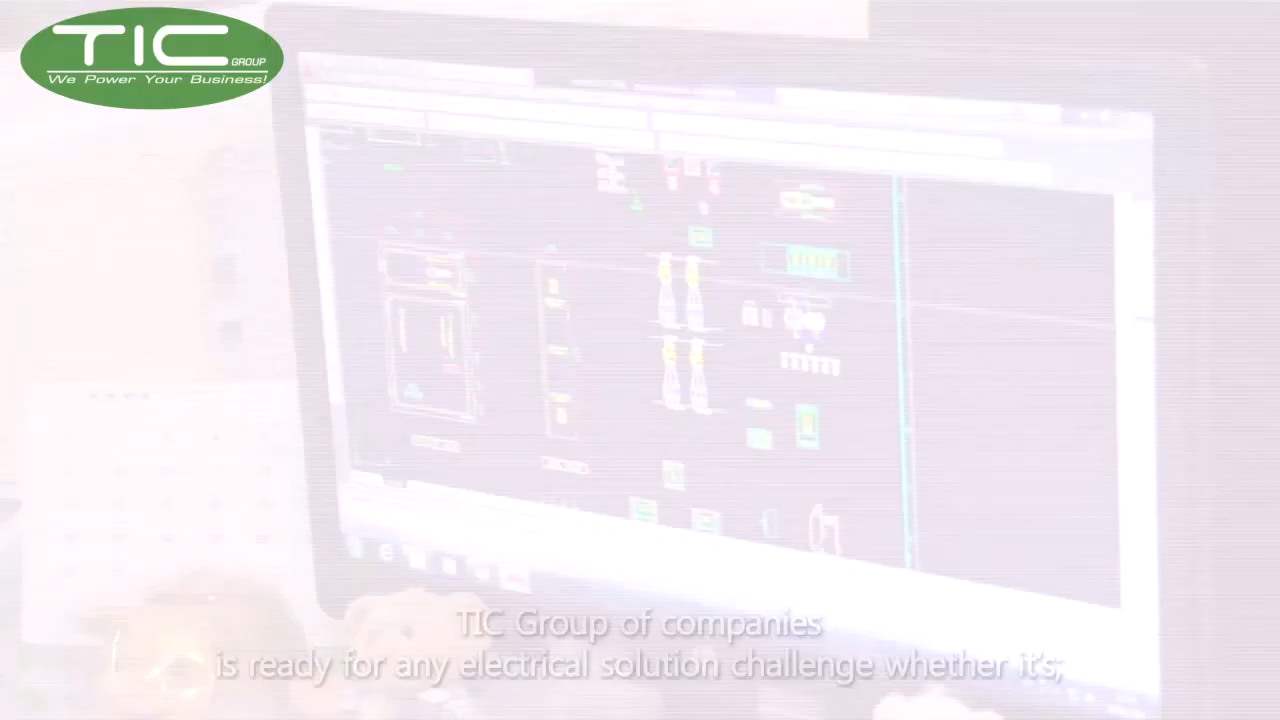 TIC
GROUP
We Power Your Business!
TIC Group of companies
is ready for any electrical solution challenge whether it's;